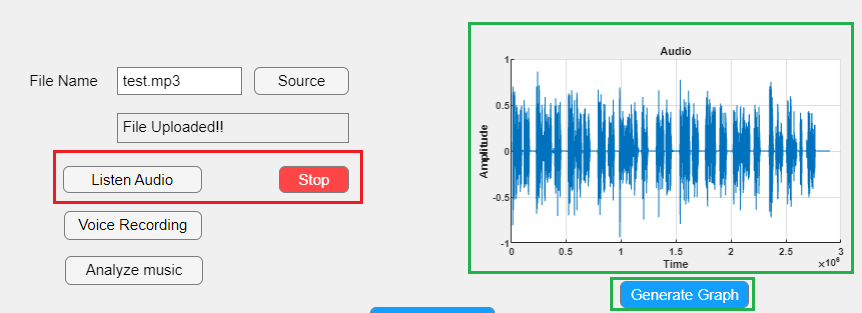 File Name test.mp3 Source
File Uploaded!!
Listen Audio Stop
Voice Recording
Analyze music
Audio
Amplitude
1
0.5
0
-0.5
-1
0 0.5 1 1.5 2 2.5 3
×10⁶
Time
Generate Graph